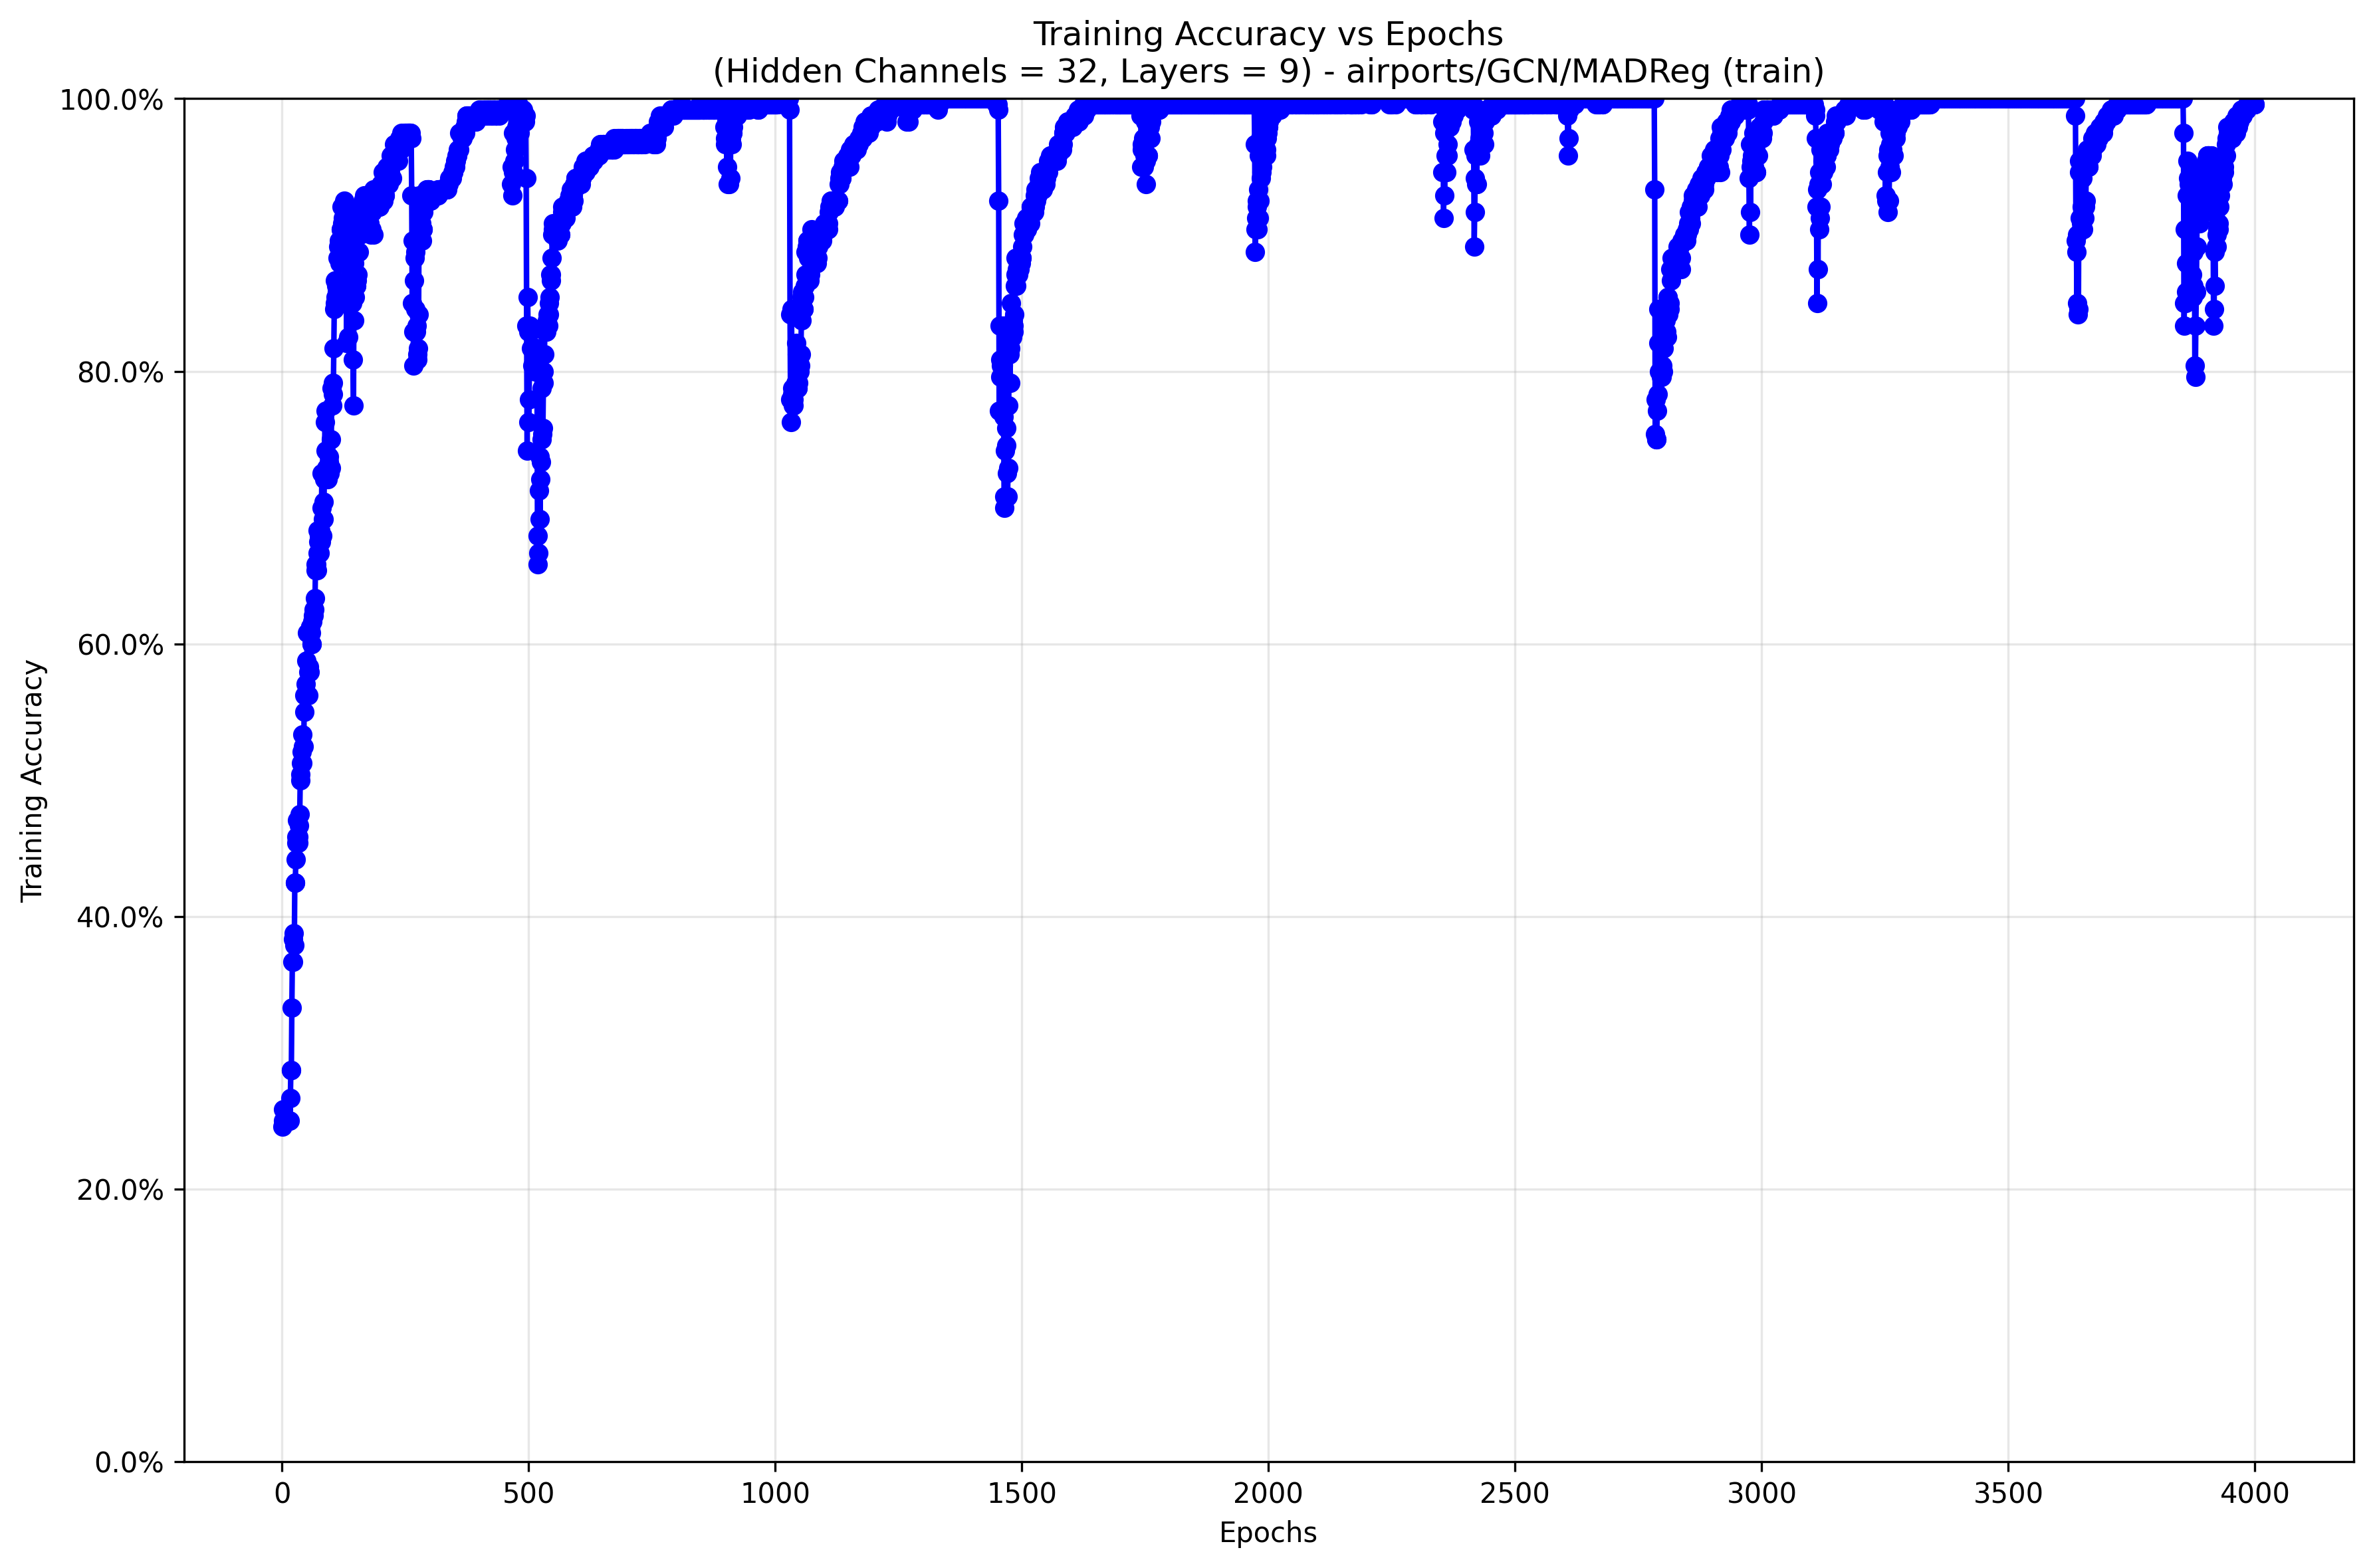 Training Accuracy vs Epochs
(Hidden Channels = 32, Layers = 9) - airports/GCN/MADReg (train)
Training Accuracy
100.0%
80.0%
60.0%
40.0%
20.0%
0.0%
0 500 1000 1500 2000 2500 3000 3500 4000
Epochs